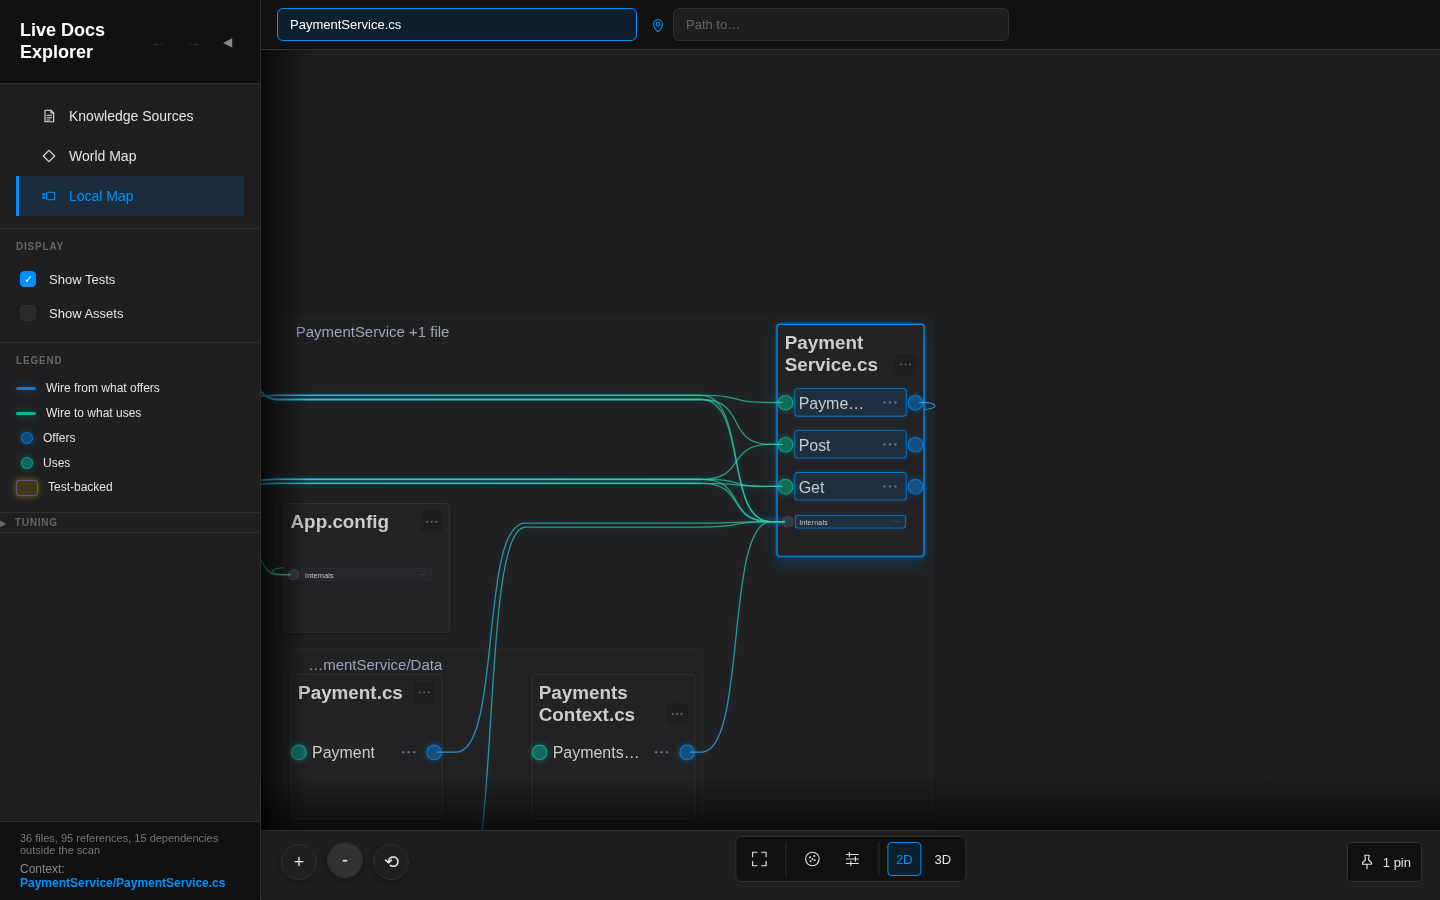 Live Docs
Explorer
PaymentService.cs
Path to…
Knowledge Sources
World Map
Local Map
DISPLAY
Show Tests
Show Assets
LEGEND
Wire from what offers
Wire to what uses
Offers
Uses
Test-backed
TUNING
36 files, 95 references, 15 dependencies
outside the scan
Context:
PaymentService/PaymentService.cs
PaymentService +1 file
Payment
Service.cs
Payme…
Post
Get
Internals
App.config
Internals
…mentService/Data
Payment.cs
Payment
Payments
Context.cs
Payments…
+
-
2D
3D
1 pin